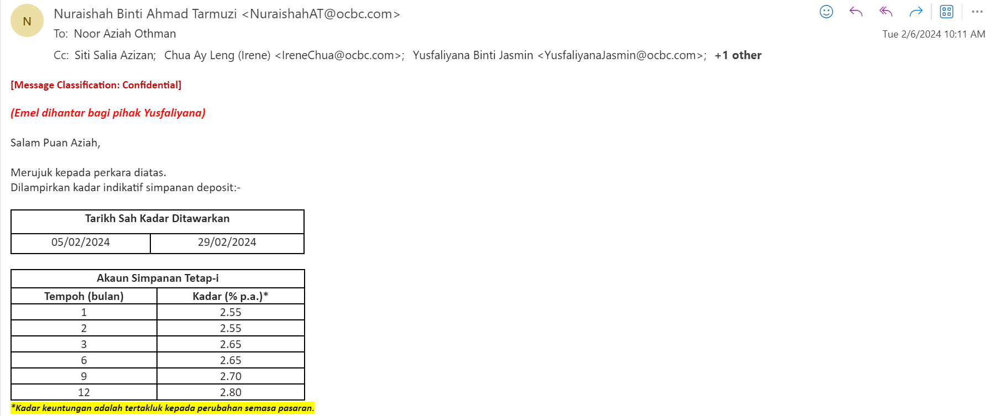 N
Nuraishah Binti Ahmad Tarmuzi <NuraishahAT@ocbc.com>
To: Noor Aziah Othman
Tue 2/6/2024 10:11 AM
Cc: Siti Salia Azizan; Chua Ay Leng (Irene) <IreneChua@ocbc.com>; Yusfaliyana Binti Jasmin <YusfaliyanaJasmin@ocbc.com>; +1 other
[Message Classification: Confidential]
(Emel dihantar bagi pihak Yusfaliyana)
Salam Puan Aziah,
Merujuk kepada perkara diatas.
Dilampirkan kadar indikatif simpanan deposit:-
Tarikh Sah Kadar Ditawarkan
05/02/2024 29/02/2024
Akaun Simpanan Tetap-i
Tempoh (bulan) Kadar (% p.a.)*
1 2.55
2 2.55
3 2.65
6 2.65
9 2.70
12 2.80
*Kadar keuntungan adalah tertakluk kepada perubahan semasa pasaran.